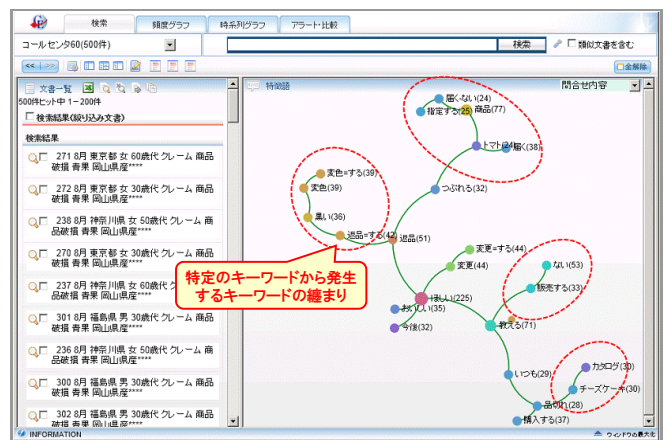 検索
頻度グラフ
時系列グラフ
アラート・比較
コールセンタ60(500件)
検索
類似文書を含む
<< | >>
全解除
文書一覧
特徴語
問合せ内容
500件ヒット中 1 - 200件
検索結果(絞り込み文書)
検索結果
271 8月 東京都 女 60歳代 クレーム 商品
破損 青果 岡山県産****
272 8月 東京都 女 30歳代 クレーム 商品
破損 青果 岡山県産****
238 8月 神奈川県 女 50歳代 クレーム 商
品破損 青果 岡山県産****
270 8月 東京都 女 30歳代 クレーム 商品
破損 青果 岡山県産****
237 8月 神奈川県 女 60歳代 クレーム 商
品破損 青果 岡山県産****
301 8月 福島県 男 30歳代 クレーム 商品
破損 青果 岡山県産****
236 8月 神奈川県 女 50歳代 クレーム 商
品破損 青果 岡山県産****
300 8月 福島県 男 30歳代 クレーム 商品
破損 青果 岡山県産****
302 8月 福島県 男 30歳代 クレーム 商品
破損 青果 岡山県産****
届く-ない(24)
商品(77)
指定する(25)
トマト(24)
届く(38)
変色=する(39)
変色(39)
つぶれる(32)
黒い(36)
返品=する(42)
返品(51)
変更=する(44)
変更(44)
ない(53)
販売する(33)
特定のキーワードから発生
するキーワードの纏まり
ほしい(225)
おいしい(35)
今後(32)
教える(71)
カタログ(30)
いつも(29)
チーズケーキ(30)
品切れ(28)
購入する(37)
INFORMATION
ウィンドウの最大化